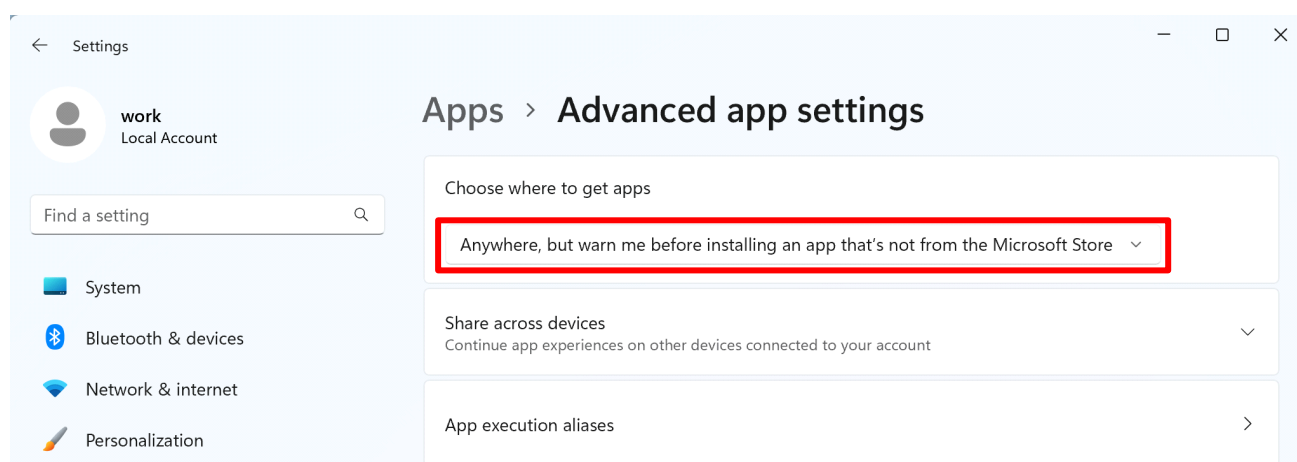 Settings
work
Local Account
Find a setting
System
Bluetooth & devices
Network & internet
Personalization
Apps > Advanced app settings
Choose where to get apps
Anywhere, but warn me before installing an app that's not from the Microsoft Store
Share across devices
Continue app experiences on other devices connected to your account
App execution aliases